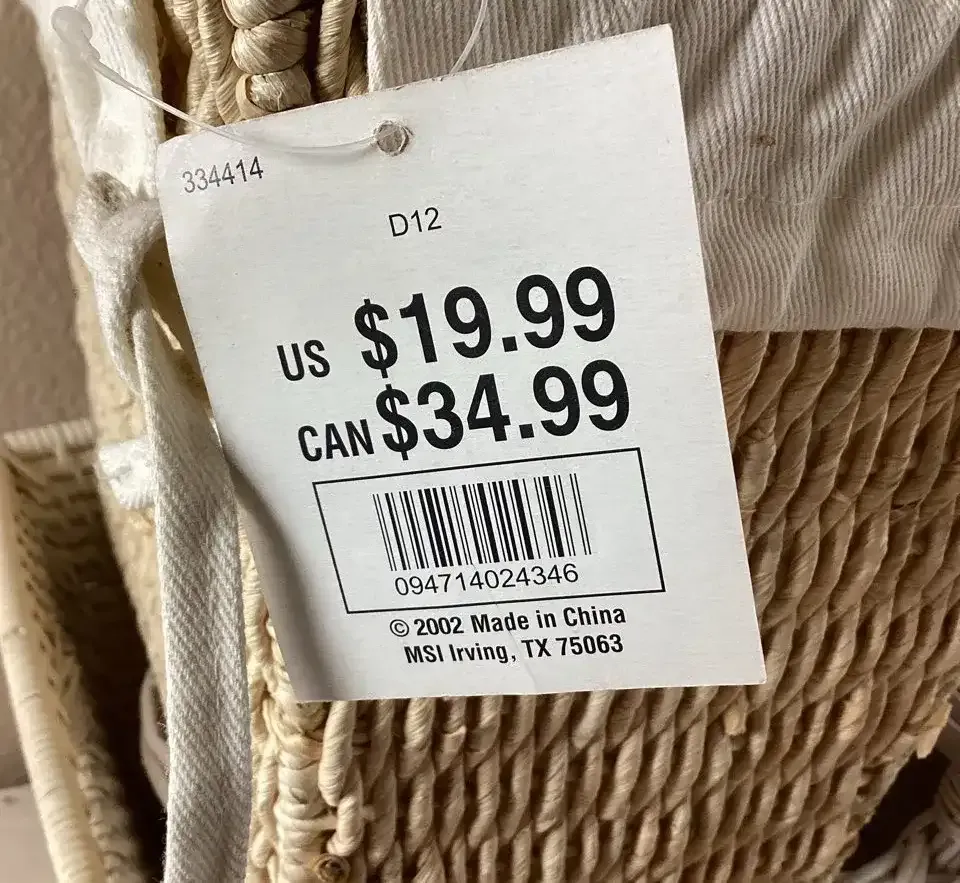 334414
D12
US $19.99
CAN $34.99
094714024346
© 2002 Made in China
MSI Irving, TX 75063